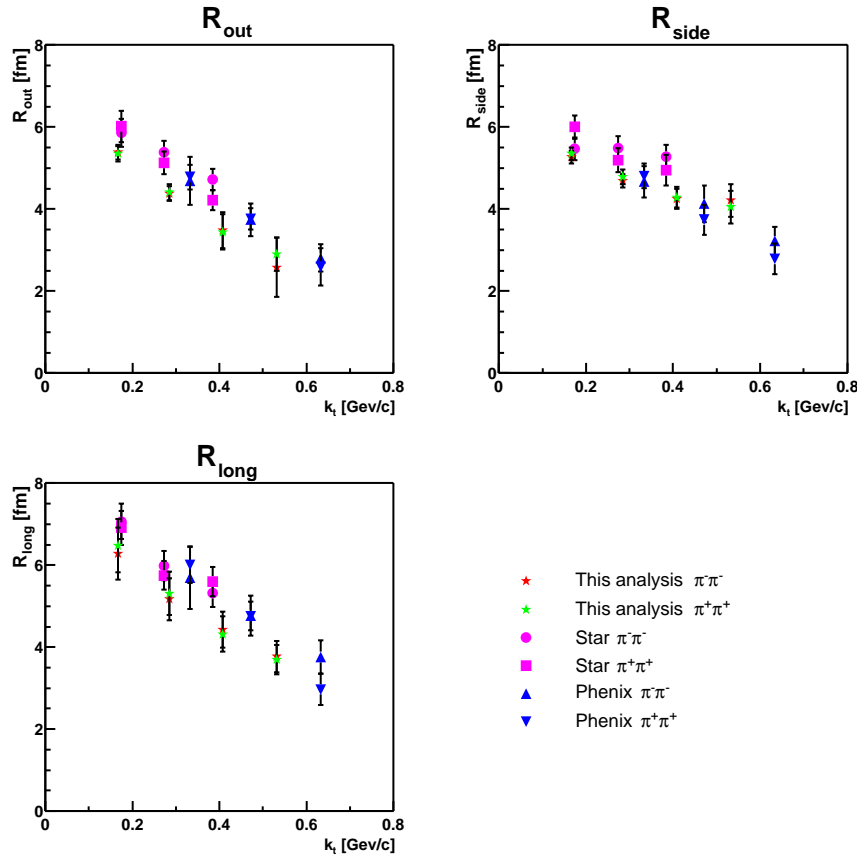 R_out
R_out [fm]
8
6
4
2
0
0.2
0.4
0.6
0.8
k_t [Gev/c]
R_side
R_side [fm]
8
6
4
2
0
0.2
0.4
0.6
0.8
k_t [Gev/c]
R_long
R_long [fm]
8
6
4
2
0
0
0.2
0.4
0.6
0.8
k_t [Gev/c]
This analysis π⁻π⁻
This analysis π⁺π⁺
Star π⁻π⁻
Star π⁺π⁺
Phenix π⁻π⁻
Phenix π⁺π⁺